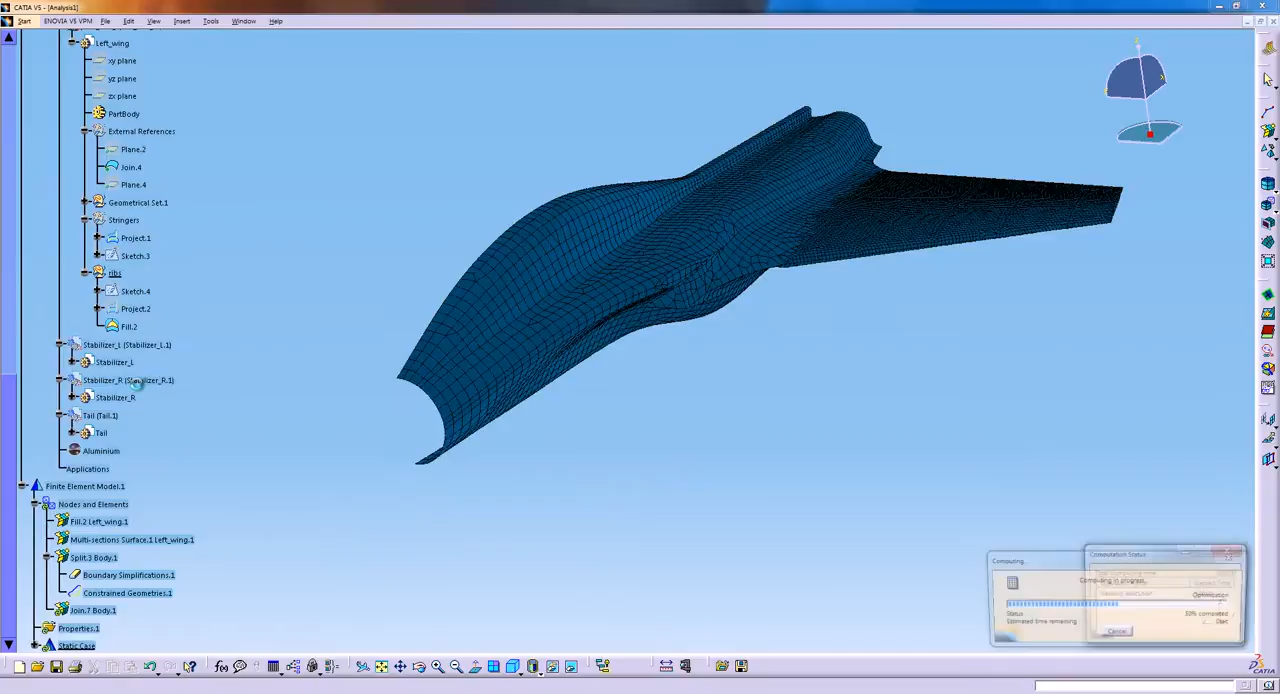 CATIA V5 - [Analysis1]
Start ENOVIA V5 VPM File Edit View Insert Tools Window Help
Left_wing
xy plane
yz plane
zx plane
PartBody
External References
Plane.2
Join.4
Plane.4
Geometrical Set.1
Stringers
Project.1
Sketch.3
ribs
Sketch.4
Project.2
Fill.2
Stabilizer_L (Stabilizer_L.1)
Stabilizer_L
Stabilizer_R (Stabilizer_R.1)
Stabilizer_R
Tail (Tail.1)
Tail
Aluminium
Applications
Finite Element Model.1
Nodes and Elements
Fill.2 Left_wing.1
Multi-sections Surface.1 Left_wing.1
Split.3 Body.1
Boundary Simplifications.1
Constrained Geometries.1
Join.7 Body.1
Properties.1
Static Case
Computation Status
Computing...
Computing in progress...
Optimisation
Status
50% completed
Estimated time remaining
Cancel
CATIA